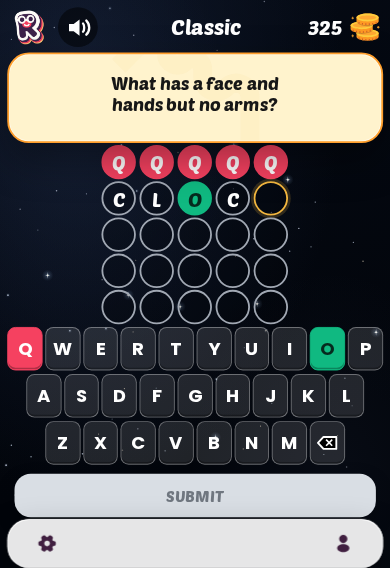 R
Classic
325
What has a face and
hands but no arms?
Q Q Q Q Q
C L O C
Q W E R T Y U I O P
A S D F G H J K L
Z X C V B N M
SUBMIT